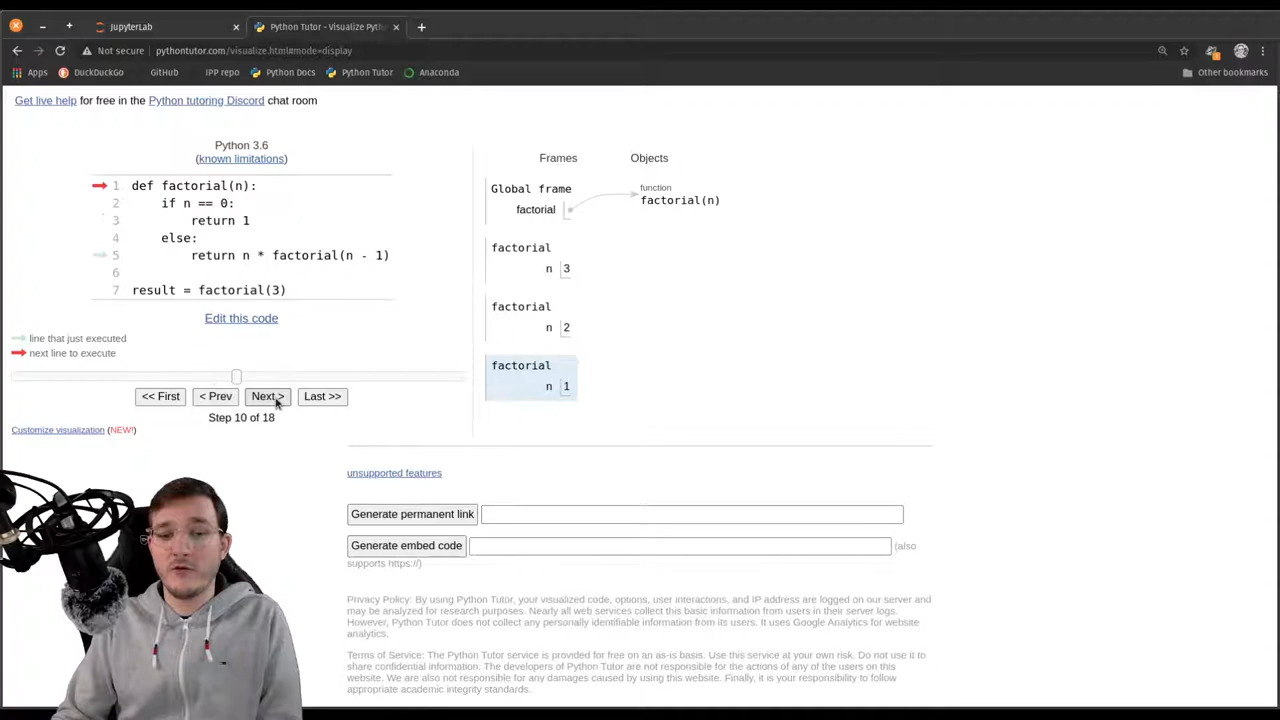 JupyterLab
Python Tutor - Visualize Pyth
Not secure pythontutor.com/visualize.html#mode=display
Apps DuckDuckGo GitHub IPP repo Python Docs Python Tutor Anaconda Other bookmarks
Get live help for free in the Python tutoring Discord chat room
Python 3.6
(known limitations)
1 def factorial(n):
2 if n == 0:
3 return 1
4 else:
5 return n * factorial(n - 1)
6
7 result = factorial(3)
Edit this code
line that just executed
next line to execute
<< First < Prev Next > Last >>
Step 10 of 18
Customize visualization (NEW!)
Frames Objects
Global frame
factorial
function
factorial(n)
factorial
n 3
factorial
n 2
factorial
n 1
unsupported features
Generate permanent link
Generate embed code (also
supports https://)
Privacy Policy: By using Python Tutor, your visualized code, options, user interactions, and IP address are logged on our server and
may be analyzed for research purposes. Nearly all web services collect this basic information from users in their server logs.
However, Python Tutor does not collect any personally identifiable information from its users. It uses Google Analytics for website
analytics.
Terms of Service: The Python Tutor service is provided for free on an as-is basis. Use this service at your own risk. Do not use it to
share confidential information. The developers of Python Tutor are not responsible for the actions of any of the users on this
website. We are also not responsible for any damages caused by using this website. Finally, it is your responsibility to follow
appropriate academic integrity standards.